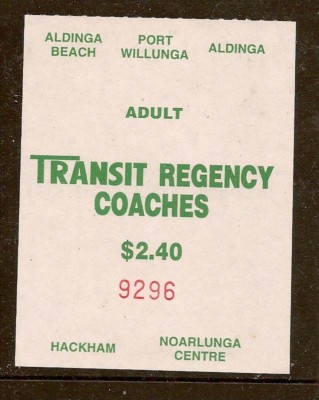 ALDINGA BEACH
PORT WILLUNGA
ALDINGA
ADULT
TRANSIT REGENCY
COACHES
$2.40
9296
HACKHAM
NOARLUNGA CENTRE